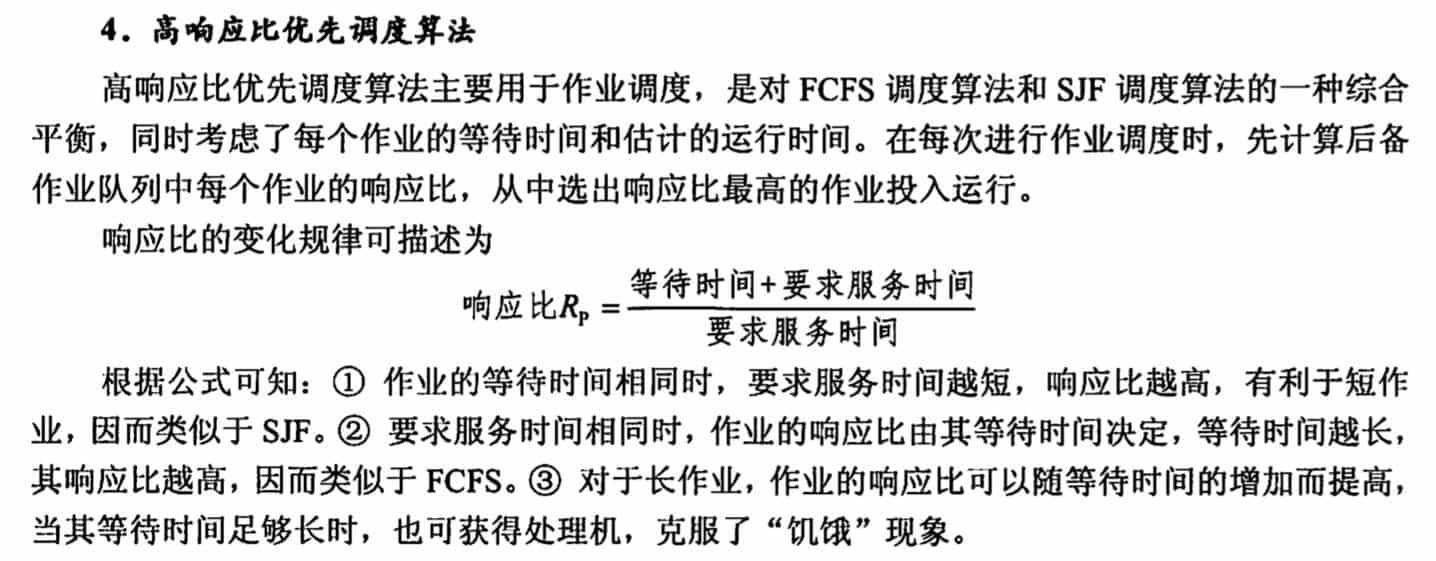 4．高响应比优先调度算法
高响应比优先调度算法主要用于作业调度，是对 FCFS 调度算法和 SJF 调度算法的一种综合
平衡，同时考虑了每个作业的等待时间和估计的运行时间。在每次进行作业调度时，先计算后备
作业队列中每个作业的响应比，从中选出响应比最高的作业投入运行。
响应比的变化规律可描述为
响应比R_P = (等待时间+要求服务时间) / 要求服务时间
根据公式可知：① 作业的等待时间相同时，要求服务时间越短，响应比越高，有利于短作
业，因而类似于 SJF。② 要求服务时间相同时，作业的响应比由其等待时间决定，等待时间越长，
其响应比越高，因而类似于 FCFS。③ 对于长作业，作业的响应比可以随等待时间的增加而提高，
当其等待时间足够长时，也可获得处理机，克服了“饥饿”现象。